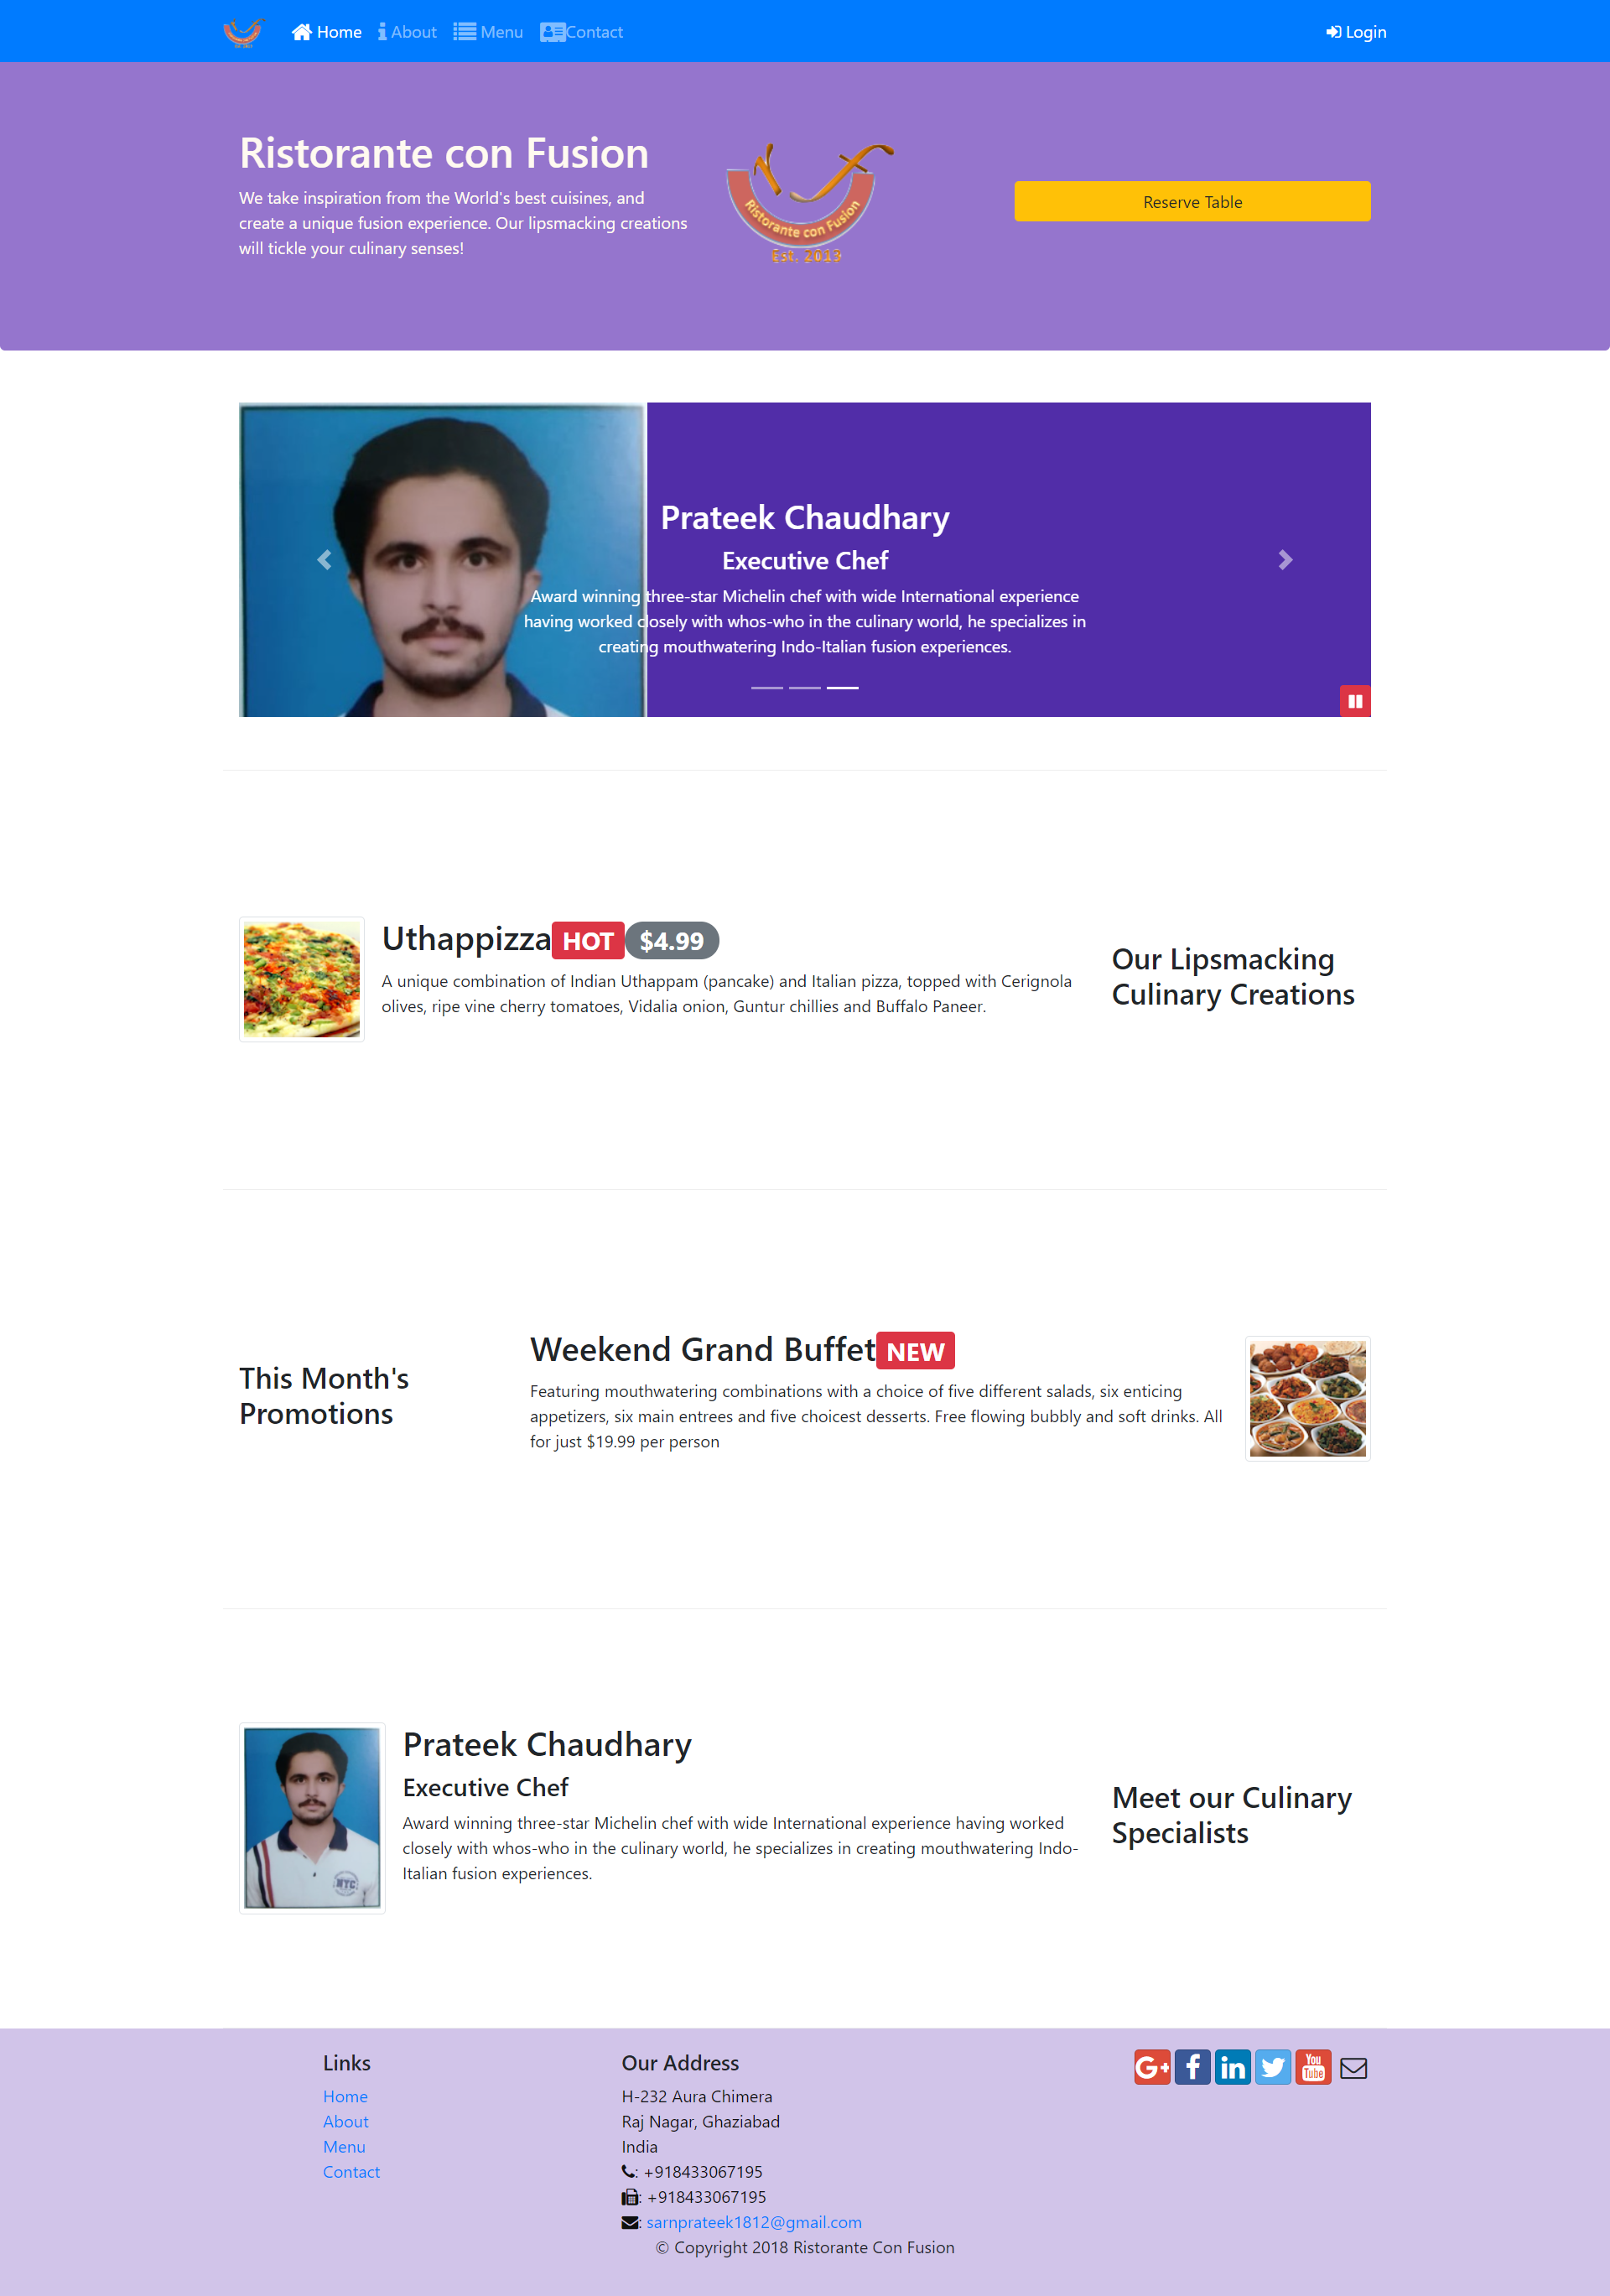 Home
About
Menu
Contact
Login
Ristorante con Fusion
We take inspiration from the World's best cuisines, and
create a unique fusion experience. Our lipsmacking creations
will tickle your culinary senses!
Ristorante con Fusion
Est. 2013
Reserve Table
Prateek Chaudhary
Executive Chef
Award winning three-star Michelin chef with wide International experience
having worked closely with whos-who in the culinary world, he specializes in
creating mouthwatering Indo-Italian fusion experiences.
Uthappizza HOT $4.99
A unique combination of Indian Uthappam (pancake) and Italian pizza, topped with Cerignola
olives, ripe vine cherry tomatoes, Vidalia onion, Guntur chillies and Buffalo Paneer.
Our Lipsmacking
Culinary Creations
This Month's
Promotions
Weekend Grand Buffet NEW
Featuring mouthwatering combinations with a choice of five different salads, six enticing
appetizers, six main entrees and five choicest desserts. Free flowing bubbly and soft drinks. All
for just $19.99 per person
Prateek Chaudhary
Executive Chef
Award winning three-star Michelin chef with wide International experience having worked
closely with whos-who in the culinary world, he specializes in creating mouthwatering Indo-
Italian fusion experiences.
NYC
Meet our Culinary
Specialists
Links
Home
About
Menu
Contact
Our Address
H-232 Aura Chimera
Raj Nagar, Ghaziabad
India
: +918433067195
: +918433067195
: sarnprateek1812@gmail.com
G+ f in You Tube
© Copyright 2018 Ristorante Con Fusion